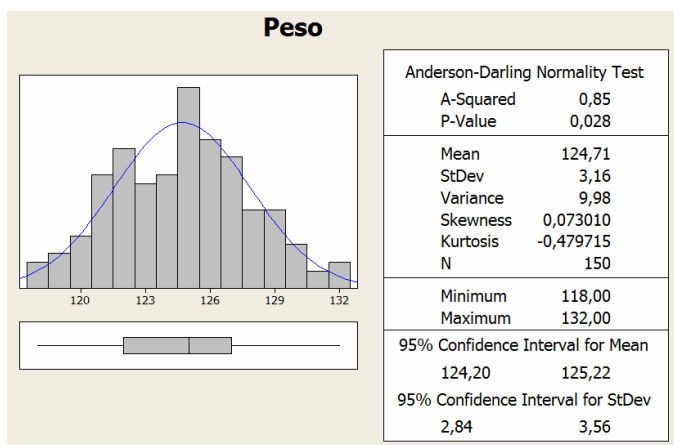 Peso
120 123 126 129 132
Anderson-Darling Normality Test
A-Squared 0,85
P-Value 0,028
Mean 124,71
StDev 3,16
Variance 9,98
Skewness 0,073010
Kurtosis -0,479715
N 150
Minimum 118,00
Maximum 132,00
95% Confidence Interval for Mean
124,20 125,22
95% Confidence Interval for StDev
2,84 3,56